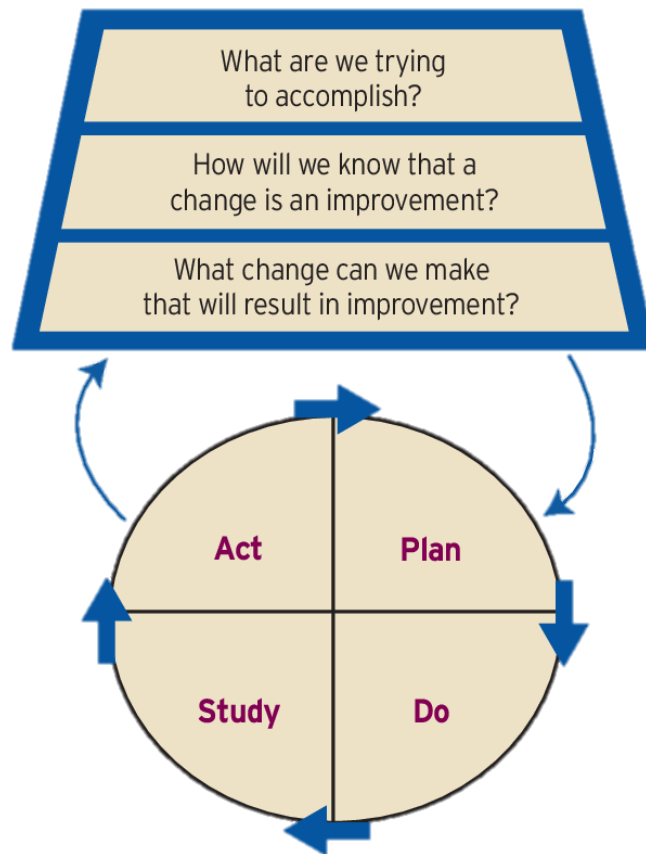 What are we trying
to accomplish?
How will we know that a
change is an improvement?
What change can we make
that will result in improvement?
Act
Plan
Study
Do